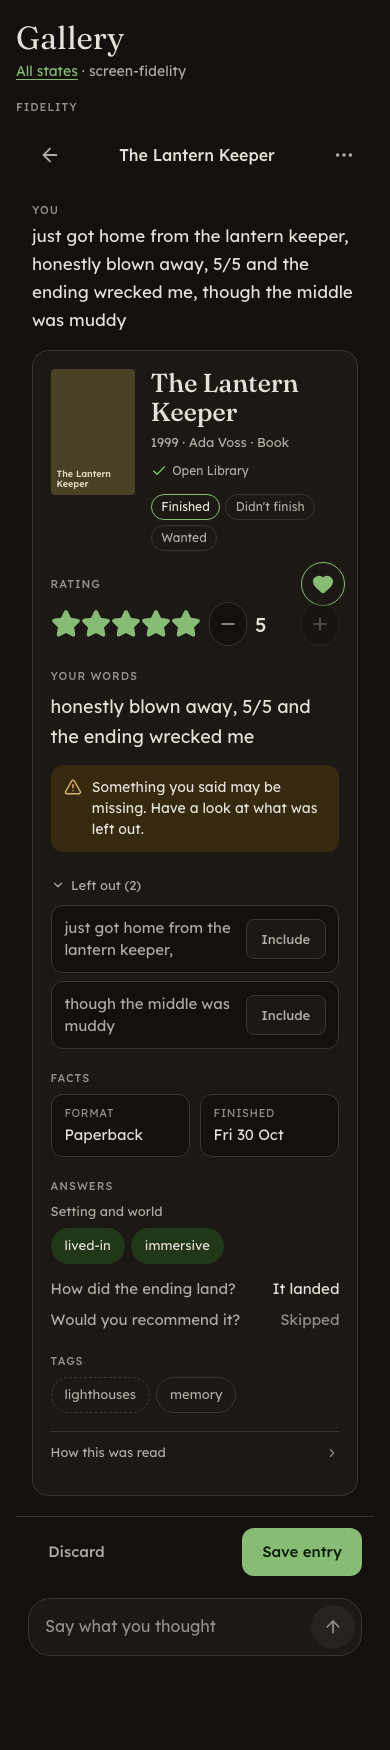 Gallery
All states · screen-fidelity
FIDELITY
The Lantern Keeper
YOU
just got home from the lantern keeper,
honestly blown away, 5/5 and the
ending wrecked me, though the middle
was muddy
The Lantern
Keeper
The Lantern
Keeper
1999 · Ada Voss · Book
Open Library
Finished
Didn't finish
Wanted
RATING
5
YOUR WORDS
honestly blown away, 5/5 and
the ending wrecked me
Something you said may be
missing. Have a look at what was
left out.
Left out (2)
just got home from the
lantern keeper,
Include
though the middle was
muddy
Include
FACTS
FORMAT
Paperback
FINISHED
Fri 30 Oct
ANSWERS
Setting and world
lived-in
immersive
How did the ending land? It landed
Would you recommend it? Skipped
TAGS
lighthouses
memory
How this was read
Discard
Save entry
Say what you thought